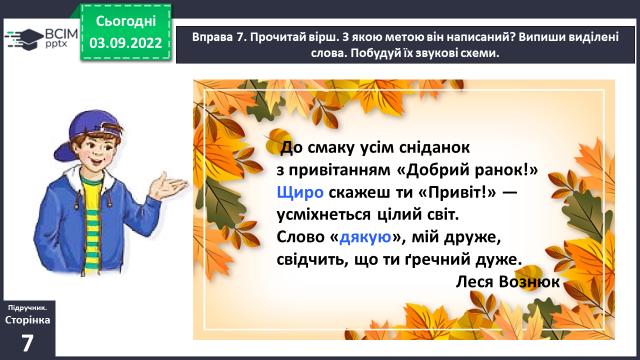 Сьогодні
03.09.2022
ВСІМ
pptx
Вправа 7. Прочитай вірш. З якою метою він написаний? Випиши виділені
слова. Побудуй їх звукові схеми.
До смаку усім сніданок
з привітанням «Добрий ранок!»
Щиро скажеш ти «Привіт!» —
усміхнеться цілий світ.
Слово «дякую», мій друже,
свідчить, що ти ґречний дуже.
Леся Вознюк
Підручник.
Сторінка
7